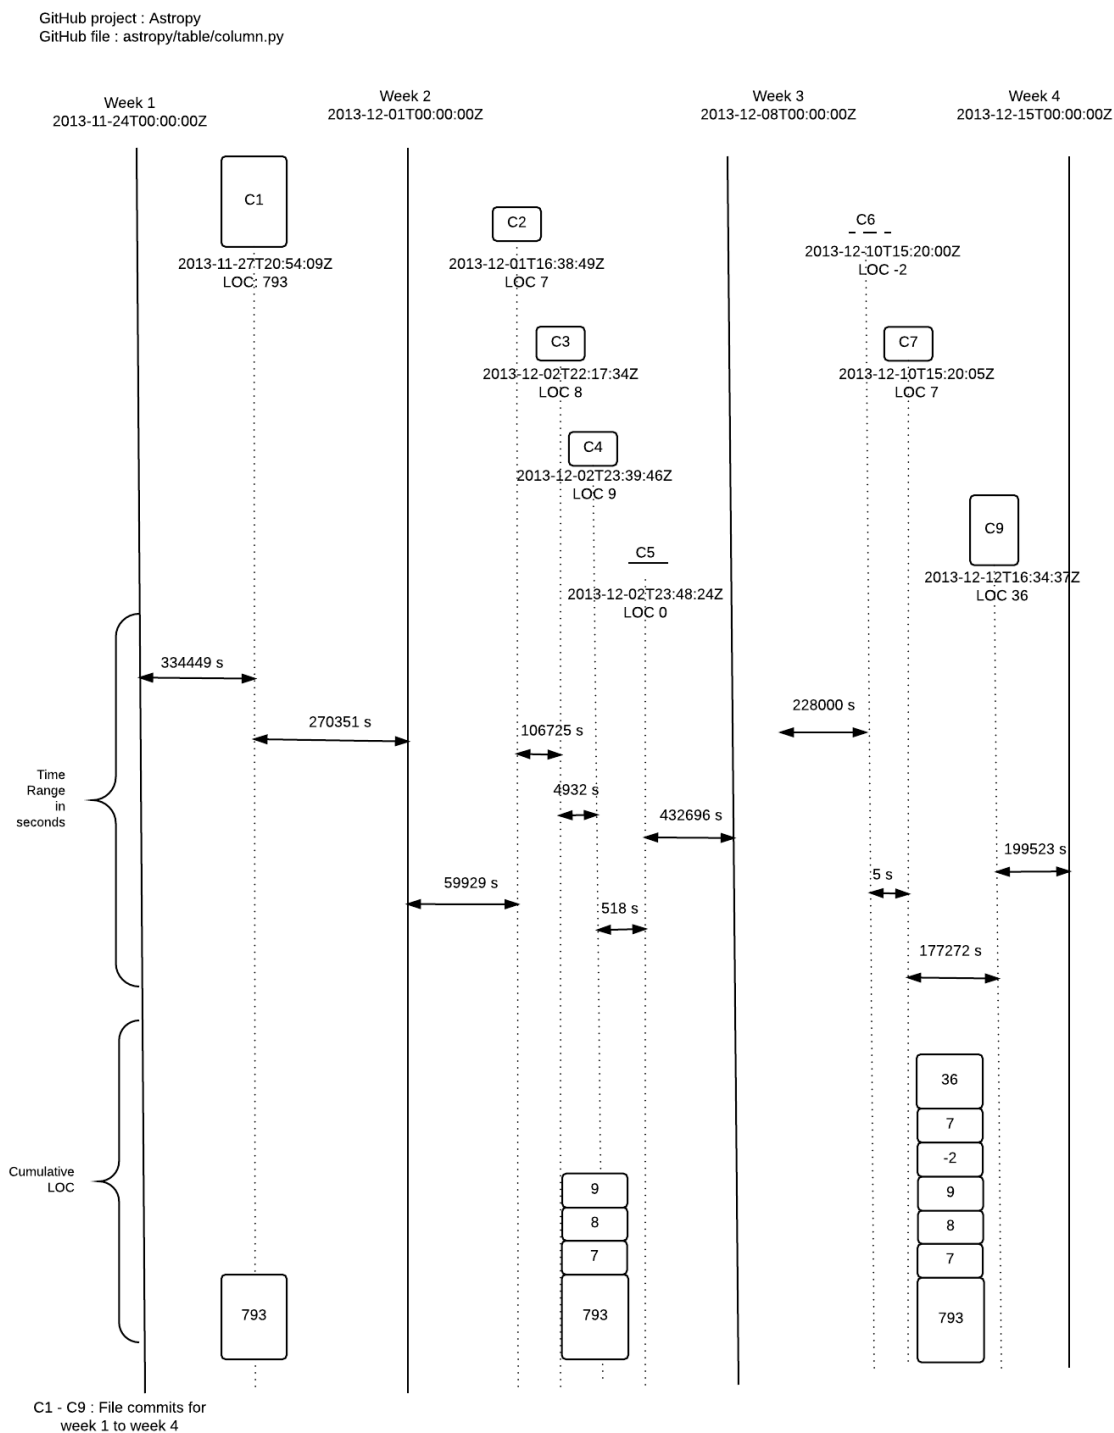 GitHub project : Astropy
GitHub file : astropy/table/column.py
Week 1
2013-11-24T00:00:00Z
Week 2
2013-12-01T00:00:00Z
Week 3
2013-12-08T00:00:00Z
Week 4
2013-12-15T00:00:00Z
C1
2013-11-27T20:54:09Z
LOC: 793
C2
2013-12-01T16:38:49Z
LOC 7
C6
2013-12-10T15:20:00Z
LOC -2
C3
2013-12-02T22:17:34Z
LOC 8
C7
2013-12-10T15:20:05Z
LOC 7
C4
2013-12-02T23:39:46Z
LOC 9
C9
2013-12-12T16:34:37Z
LOC 36
C5
2013-12-02T23:48:24Z
LOC 0
334449 s
270351 s
106725 s
228000 s
Time
Range
in
seconds
4932 s
432696 s
199523 s
59929 s
5 s
518 s
177272 s
36
7
-2
9
8
7
793
Cumulative
LOC
9
8
7
793
793
C1 - C9 : File commits for
week 1 to week 4